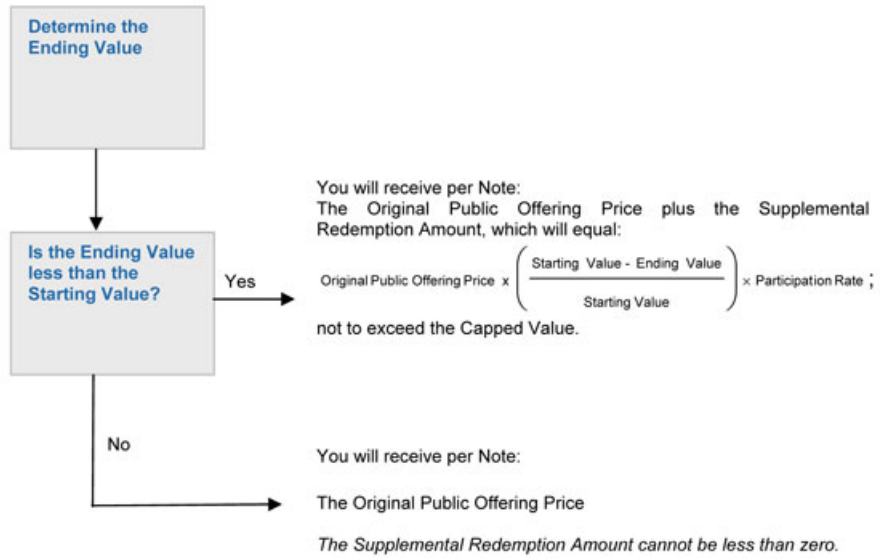 Determine the
Ending Value
You will receive per Note:
The Original Public Offering Price plus the Supplemental
Redemption Amount, which will equal:
Is the Ending Value
less than the
Starting Value?
Yes
Original Public Offering Price x ( Starting Value - Ending Value
Starting Value ) × Participation Rate ;
not to exceed the Capped Value.
No
You will receive per Note:
The Original Public Offering Price
The Supplemental Redemption Amount cannot be less than zero.